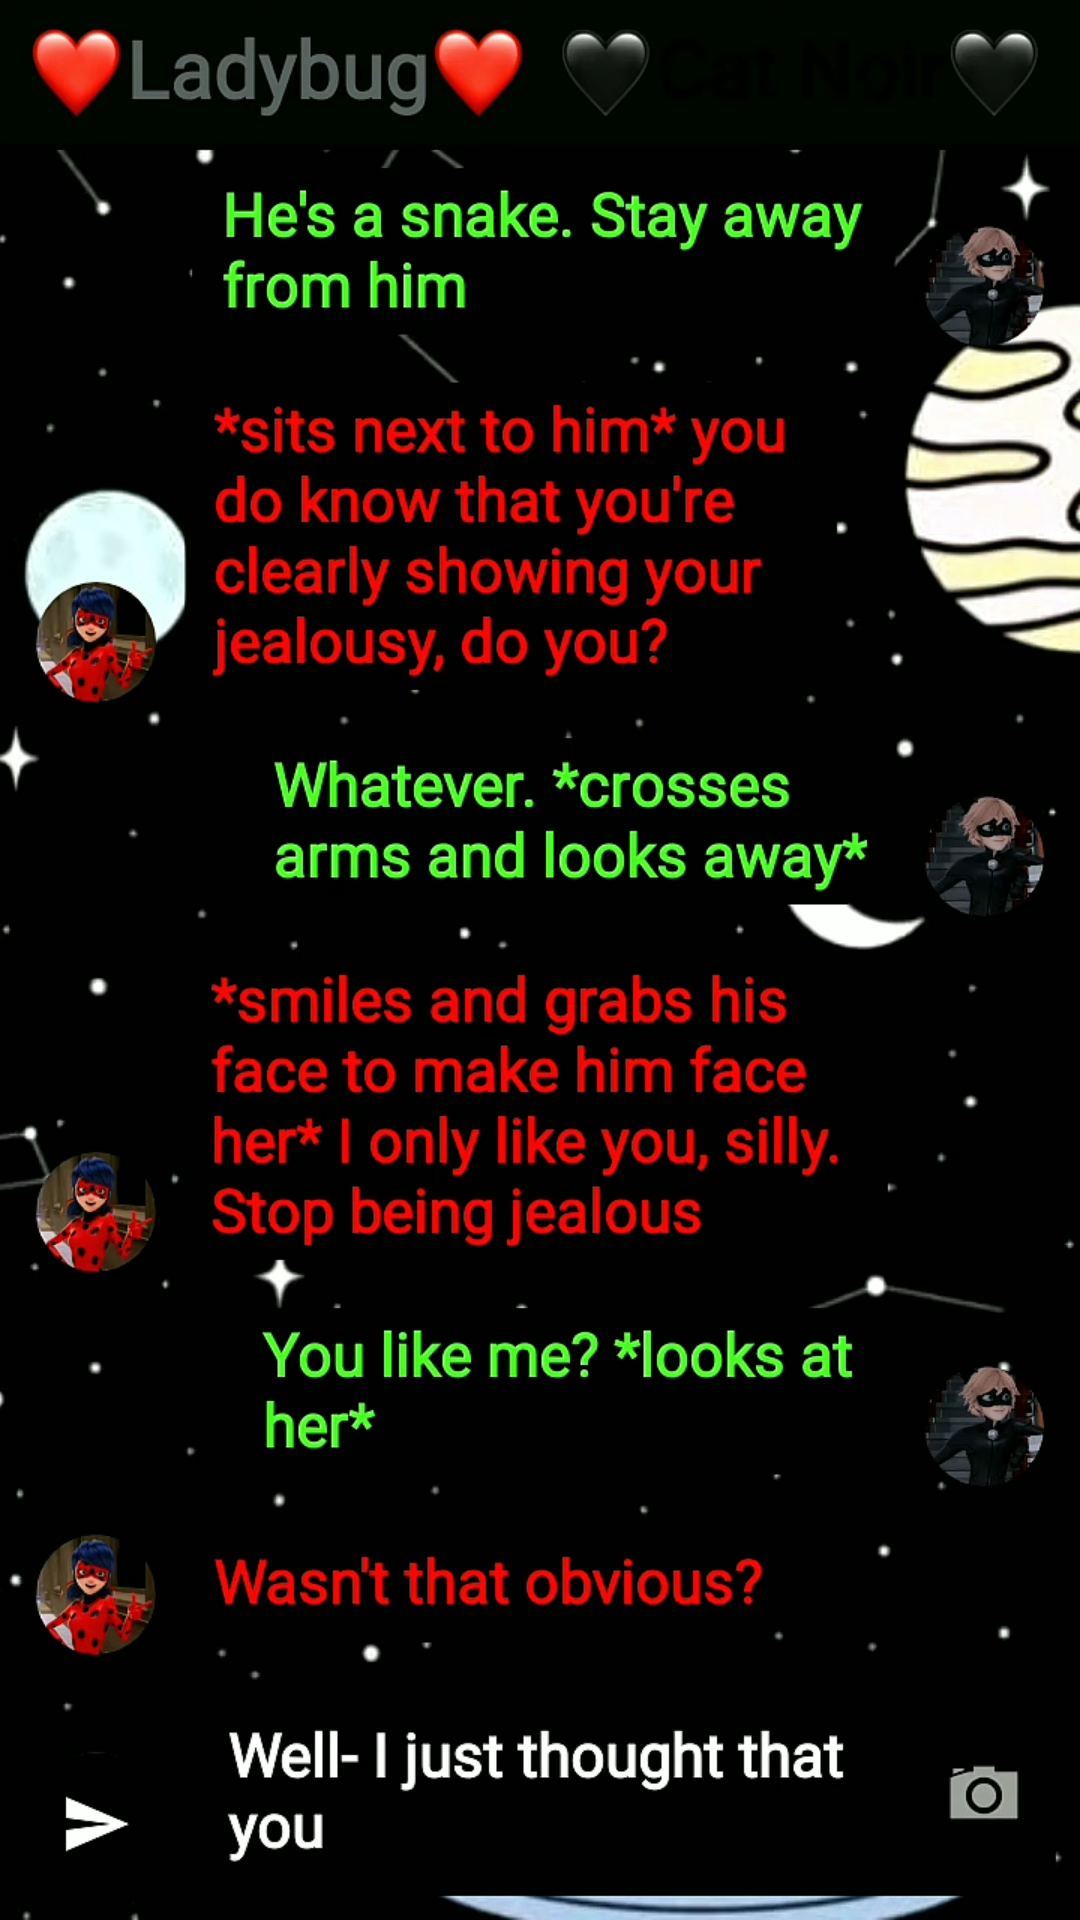 ❤️Ladybug❤️ 🖤Cat Noir🖤
He's a snake. Stay away
from him
*sits next to him* you
do know that you're
clearly showing your
jealousy, do you?
Whatever. *crosses
arms and looks away*
*smiles and grabs his
face to make him face
her* I only like you, silly.
Stop being jealous
You like me? *looks at
her*
Wasn't that obvious?
Well- I just thought that
you